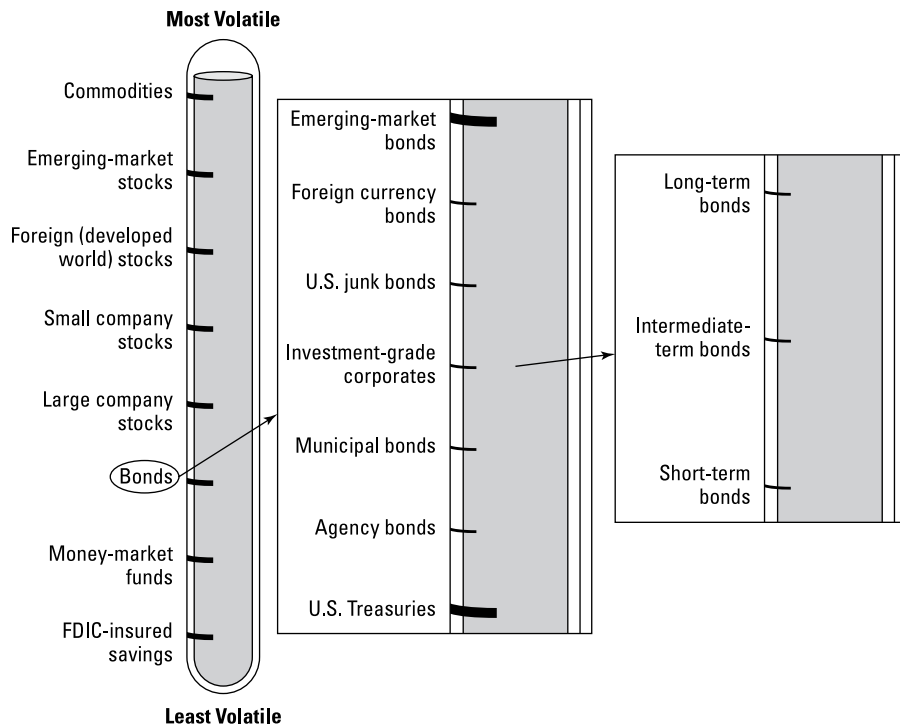 Most Volatile
Commodities
Emerging-market
stocks
Foreign (developed
world) stocks
Small company
stocks
Large company
stocks
Bonds
Money-market
funds
FDIC-insured
savings
Least Volatile
Emerging-market
bonds
Foreign currency
bonds
U.S. junk bonds
Investment-grade
corporates
Municipal bonds
Agency bonds
U.S. Treasuries
Long-term
bonds
Intermediate-
term bonds
Short-term
bonds